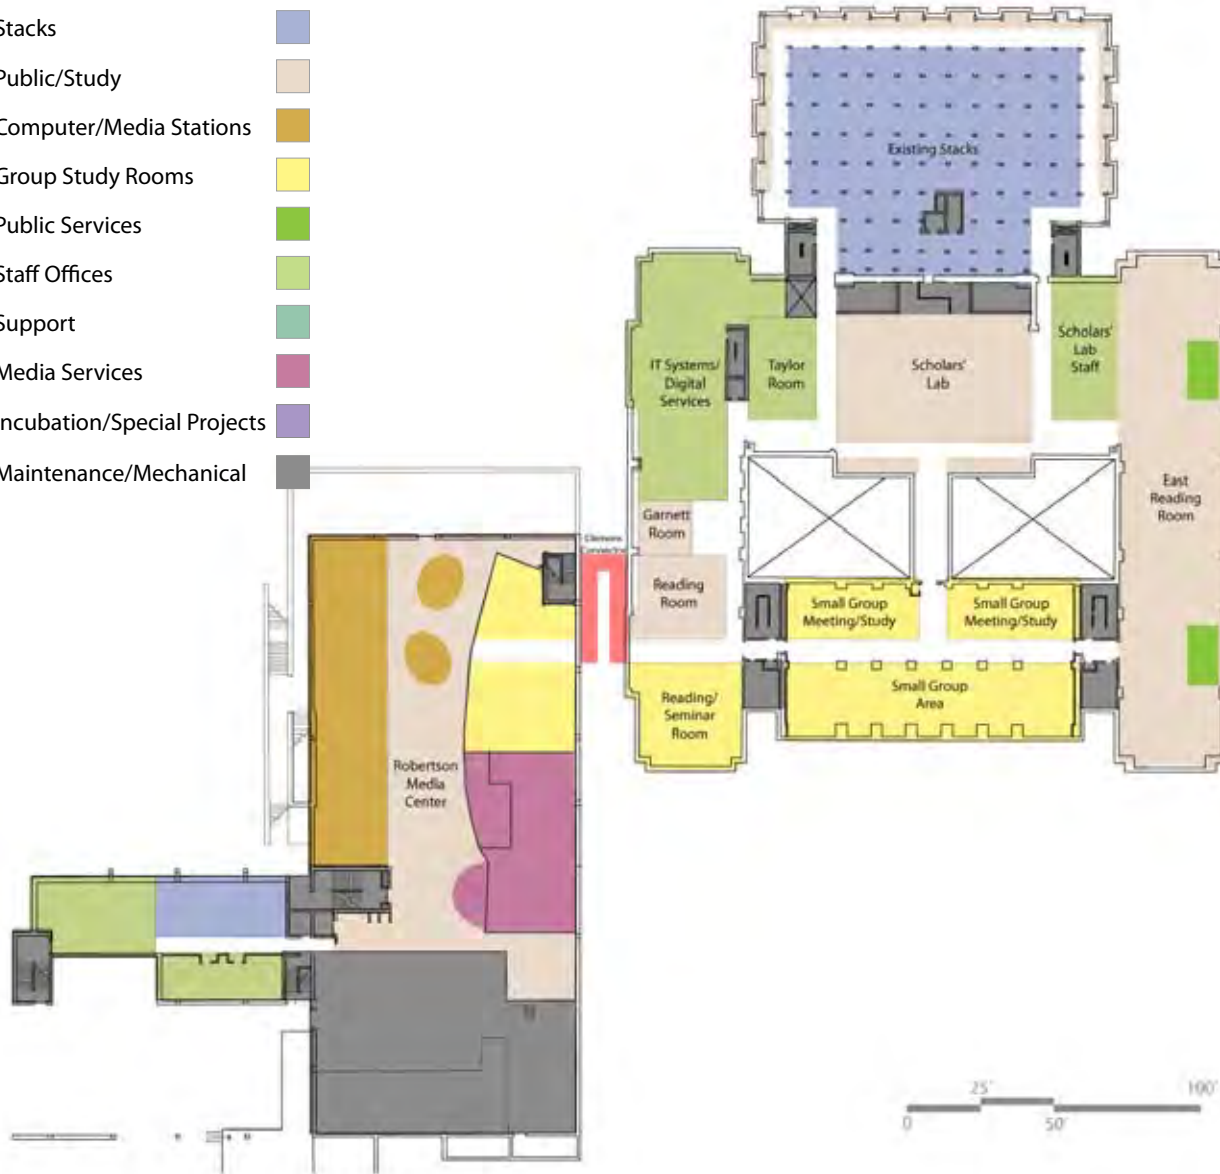 Stacks
Public/Study
Computer/Media Stations
Group Study Rooms
Public Services
Staff Offices
Support
Media Services
Incubation/Special Projects
Maintenance/Mechanical
Existing Stacks
IT Systems/
Digital
Services
Taylor
Room
Scholars'
Lab
Scholars'
Lab
Staff
East
Reading
Room
Garnett
Room
Clemons
Connector
Reading
Room
Small Group
Meeting/Study
Small Group
Meeting/Study
Reading/
Seminar
Room
Small Group
Area
Robertson
Media
Center
25'
100'
0
50'